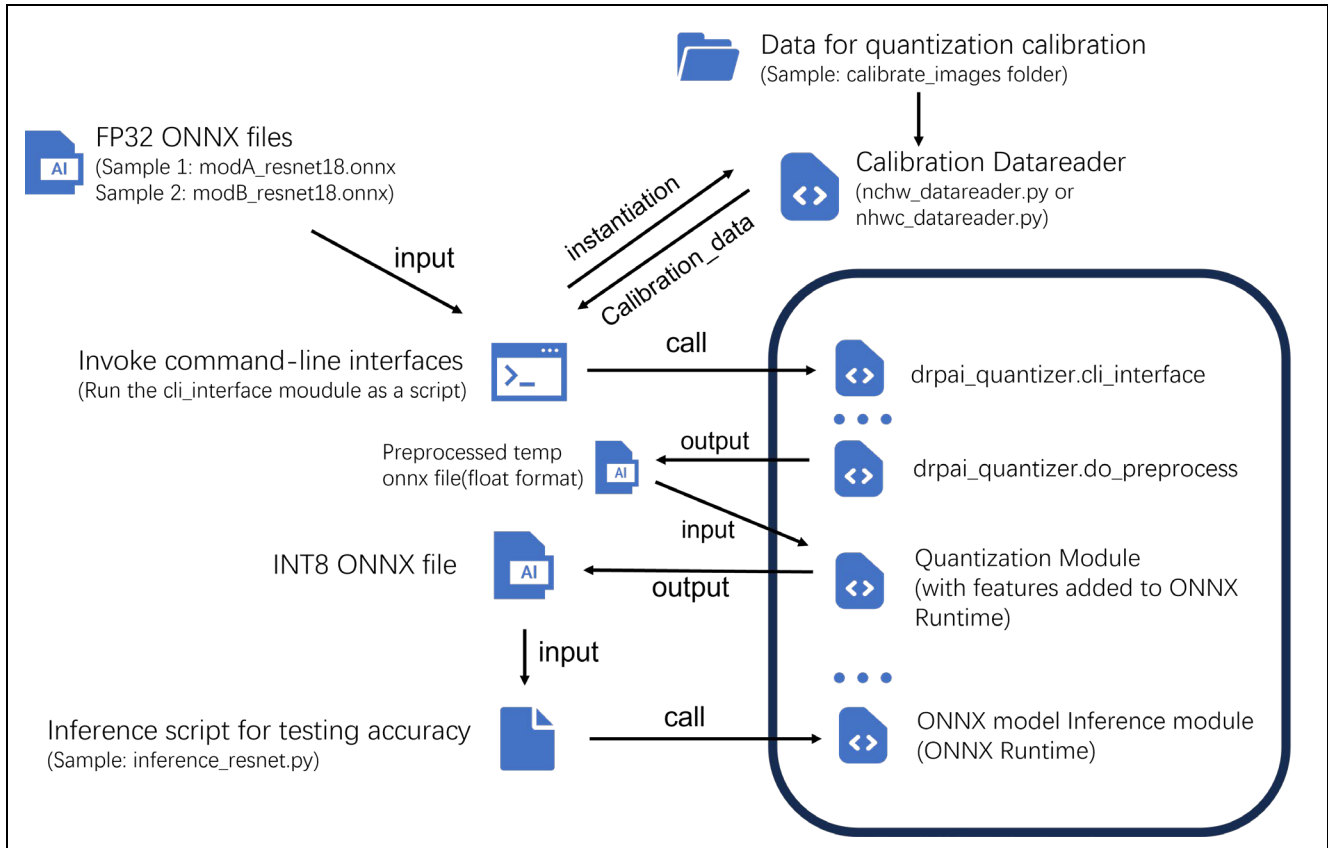 Data for quantization calibration
(Sample: calibrate_images folder)
FP32 ONNX files
(Sample 1: modA_resnet18.onnx
Sample 2: modB_resnet18.onnx)
AI
Calibration Datareader
(nchw_datareader.py or
nhwc_datareader.py)
instantiation
Calibration_data
input
Invoke command-line interfaces
(Run the cli_interface moudule as a script)
call
drpai_quantizer.cli_interface
Preprocessed temp
onnx file(float format)
AI
output
drpai_quantizer.do_preprocess
input
INT8 ONNX file
AI
output
Quantization Module
(with features added to ONNX
Runtime)
input
Inference script for testing accuracy
(Sample: inference_resnet.py)
call
ONNX model Inference module
(ONNX Runtime)